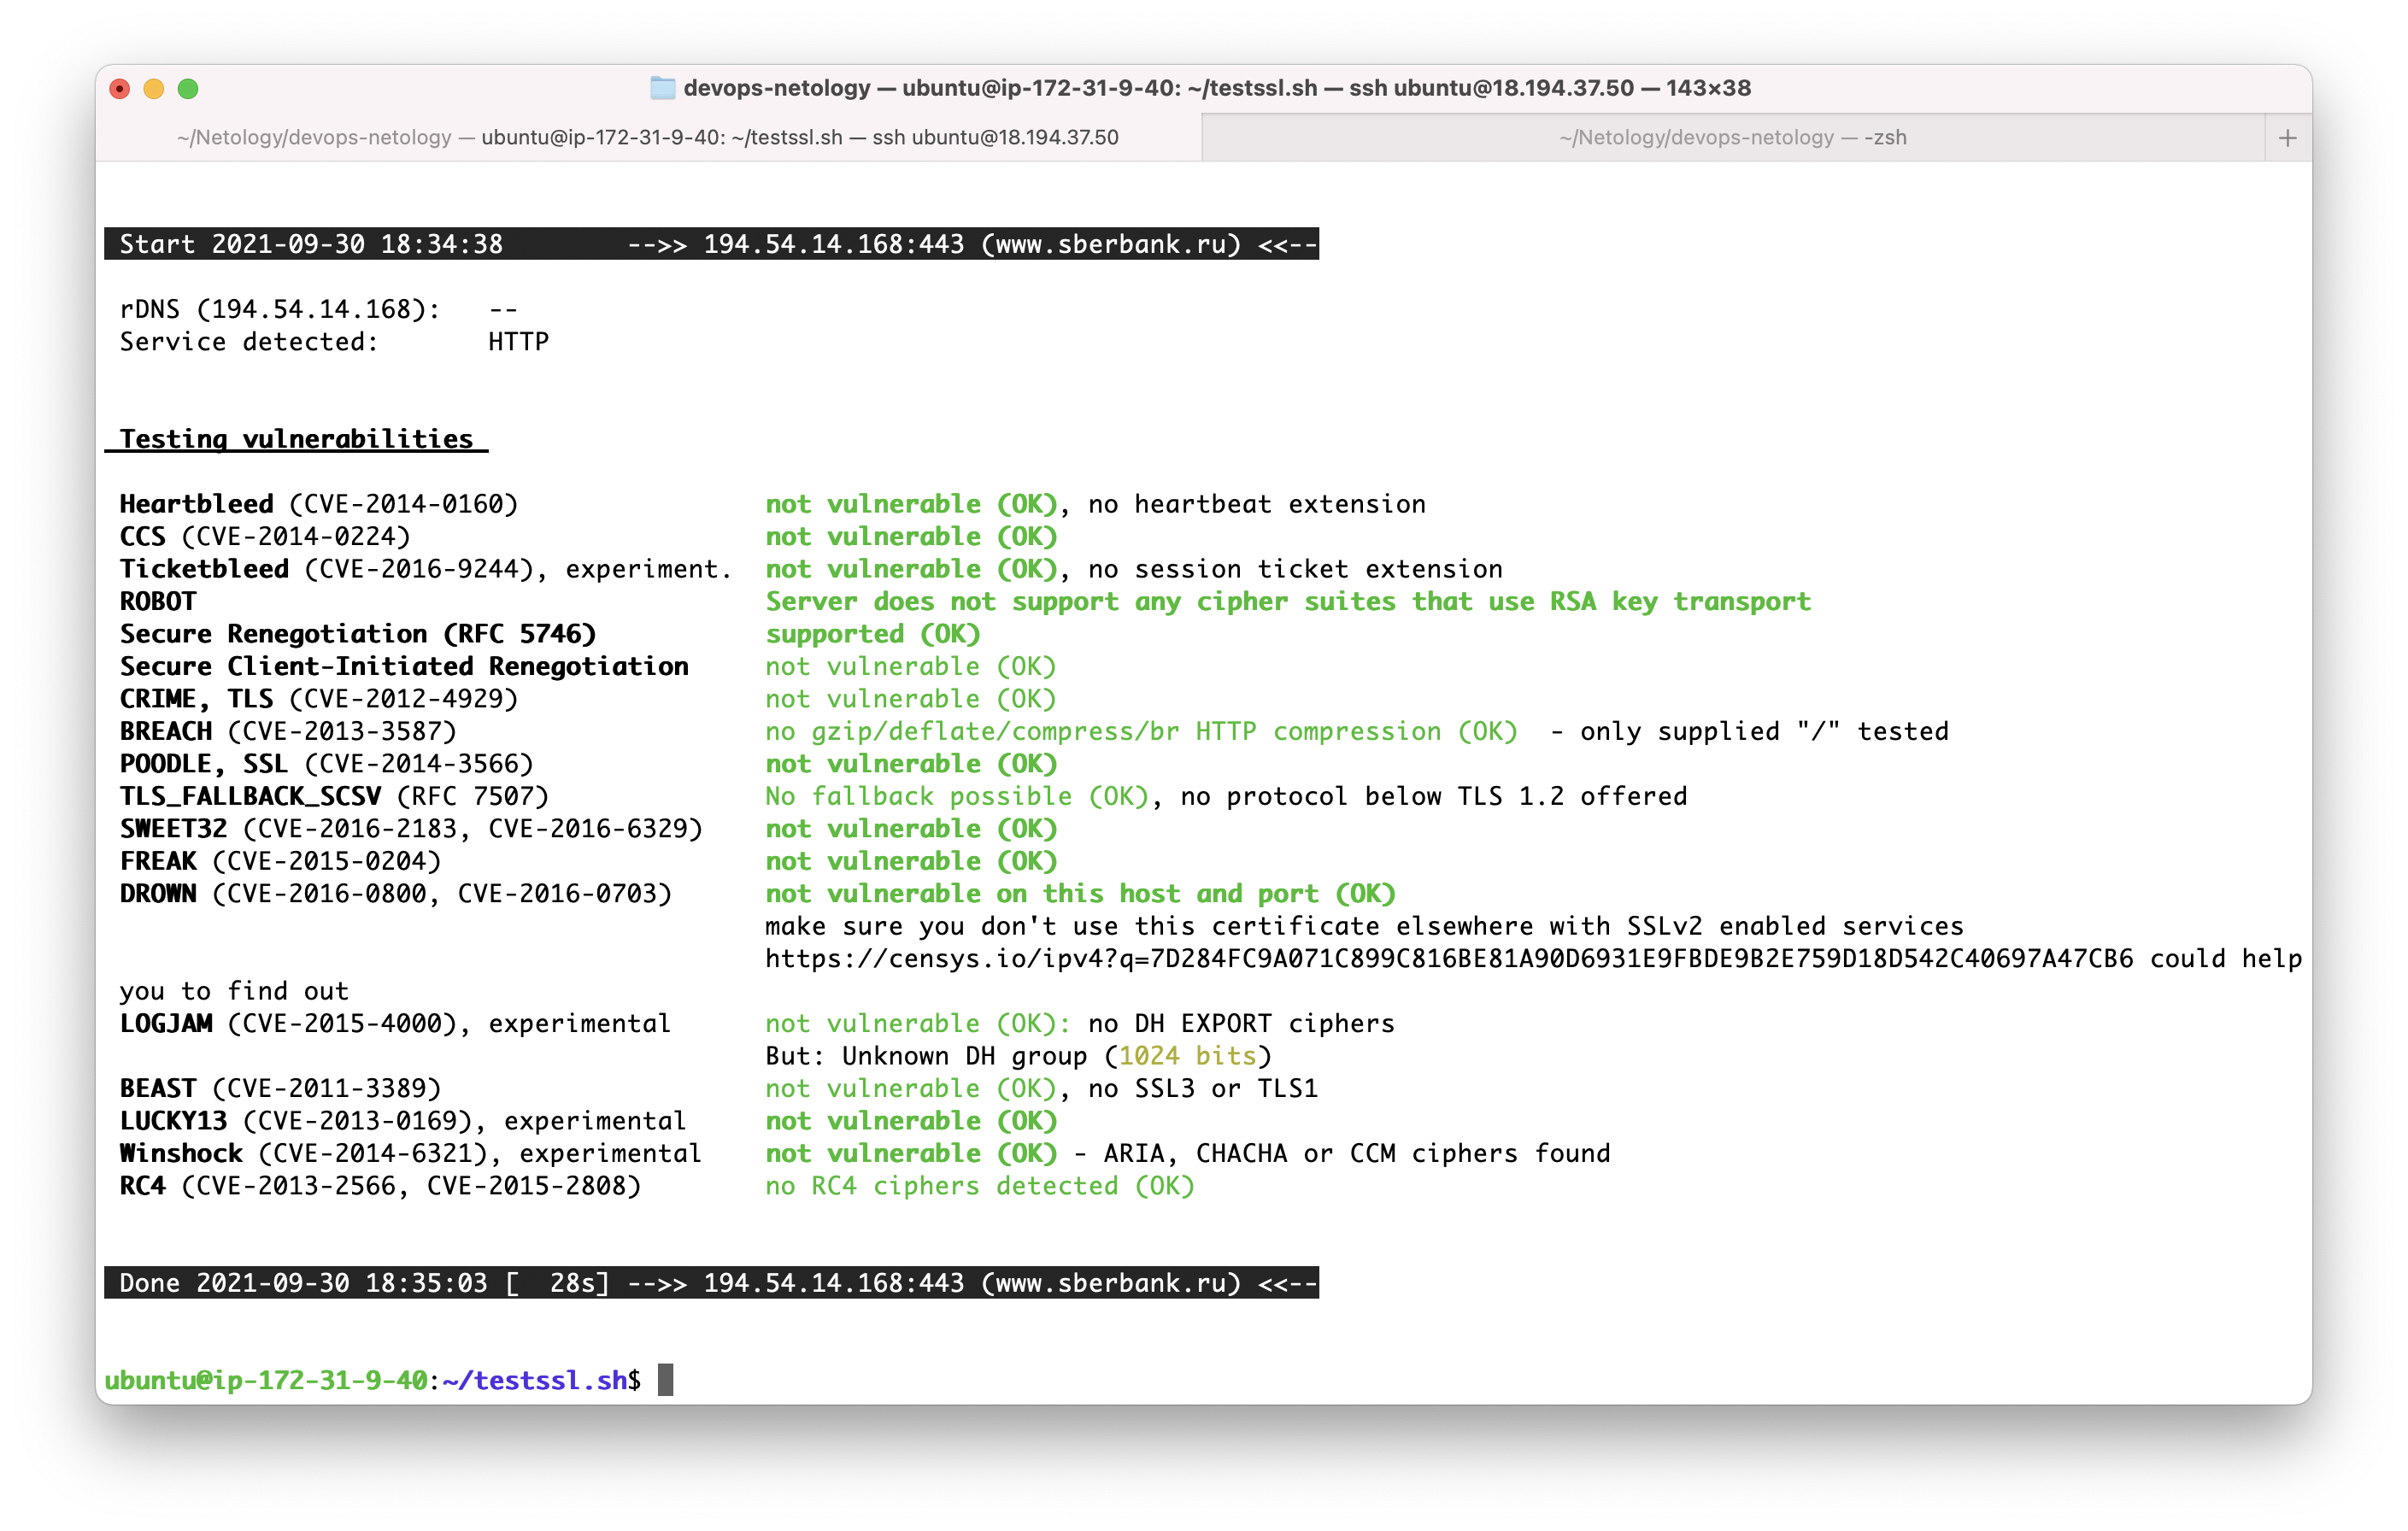 devops-netology — ubuntu@ip-172-31-9-40: ~/testssl.sh — ssh ubuntu@18.194.37.50 — 143×38
~/Netology/devops-netology — ubuntu@ip-172-31-9-40: ~/testssl.sh — ssh ubuntu@18.194.37.50
~/Netology/devops-netology — -zsh
+
Start 2021-09-30 18:34:38 -->> 194.54.14.168:443 (www.sberbank.ru) <<--
rDNS (194.54.14.168): --
Service detected: HTTP
Testing vulnerabilities
Heartbleed (CVE-2014-0160) not vulnerable (OK), no heartbeat extension
CCS (CVE-2014-0224) not vulnerable (OK)
Ticketbleed (CVE-2016-9244), experiment. not vulnerable (OK), no session ticket extension
ROBOT Server does not support any cipher suites that use RSA key transport
Secure Renegotiation (RFC 5746) supported (OK)
Secure Client-Initiated Renegotiation not vulnerable (OK)
CRIME, TLS (CVE-2012-4929) not vulnerable (OK)
BREACH (CVE-2013-3587) no gzip/deflate/compress/br HTTP compression (OK) - only supplied "/" tested
POODLE, SSL (CVE-2014-3566) not vulnerable (OK)
TLS_FALLBACK_SCSV (RFC 7507) No fallback possible (OK), no protocol below TLS 1.2 offered
SWEET32 (CVE-2016-2183, CVE-2016-6329) not vulnerable (OK)
FREAK (CVE-2015-0204) not vulnerable (OK)
DROWN (CVE-2016-0800, CVE-2016-0703) not vulnerable on this host and port (OK)
make sure you don't use this certificate elsewhere with SSLv2 enabled services
https://censys.io/ipv4?q=7D284FC9A071C899C816BE81A90D6931E9FBDE9B2E759D18D542C40697A47CB6 could help
you to find out
LOGJAM (CVE-2015-4000), experimental not vulnerable (OK): no DH EXPORT ciphers
But: Unknown DH group (1024 bits)
BEAST (CVE-2011-3389) not vulnerable (OK), no SSL3 or TLS1
LUCKY13 (CVE-2013-0169), experimental not vulnerable (OK)
Winshock (CVE-2014-6321), experimental not vulnerable (OK) - ARIA, CHACHA or CCM ciphers found
RC4 (CVE-2013-2566, CVE-2015-2808) no RC4 ciphers detected (OK)
Done 2021-09-30 18:35:03 [ 28s] -->> 194.54.14.168:443 (www.sberbank.ru) <<--
ubuntu@ip-172-31-9-40:~/testssl.sh$